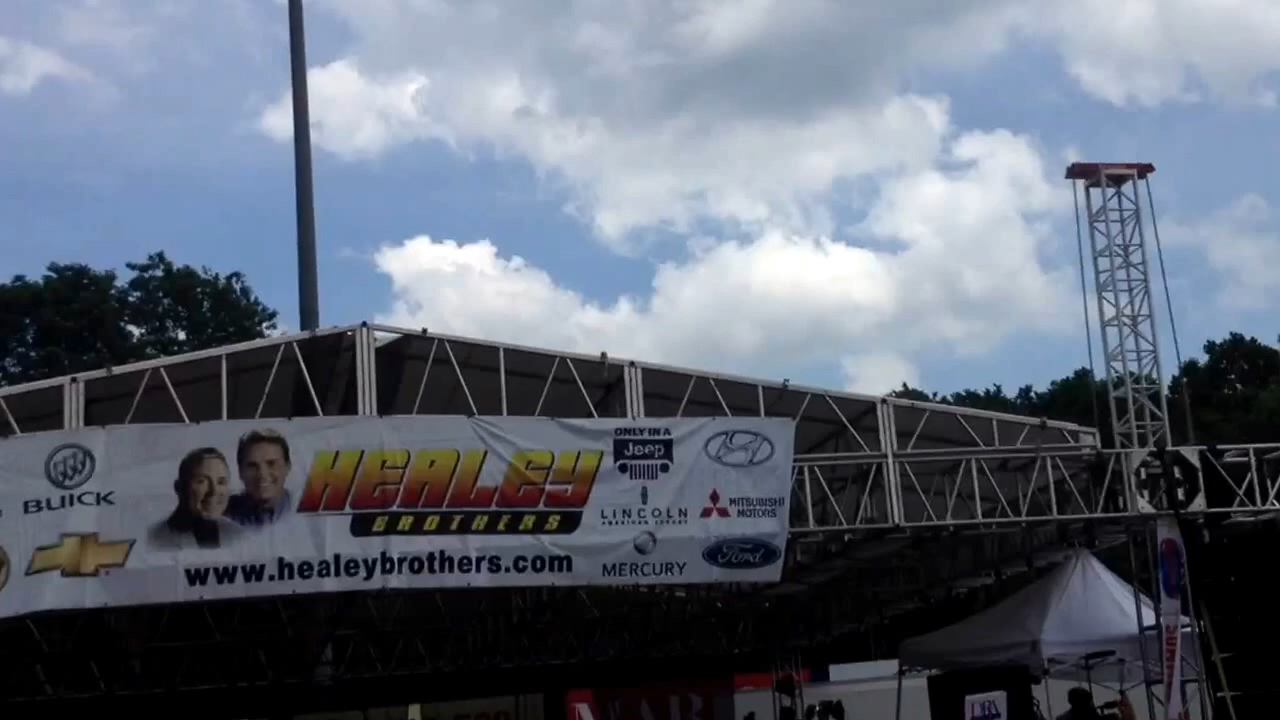 BUICK
HEALEY
BROTHERS
www.healeybrothers.com
ONLY IN A
Jeep
LINCOLN
MERCURY
MITSUBISHI
MOTORS
Ford